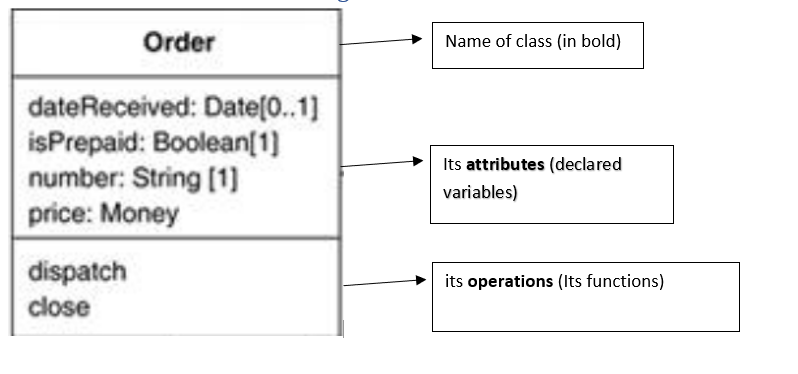 Order
Name of class (in bold)
dateReceived: Date[0..1]
isPrepaid: Boolean[1]
number: String [1]
price: Money
Its attributes (declared
variables)
dispatch
close
its operations (Its functions)